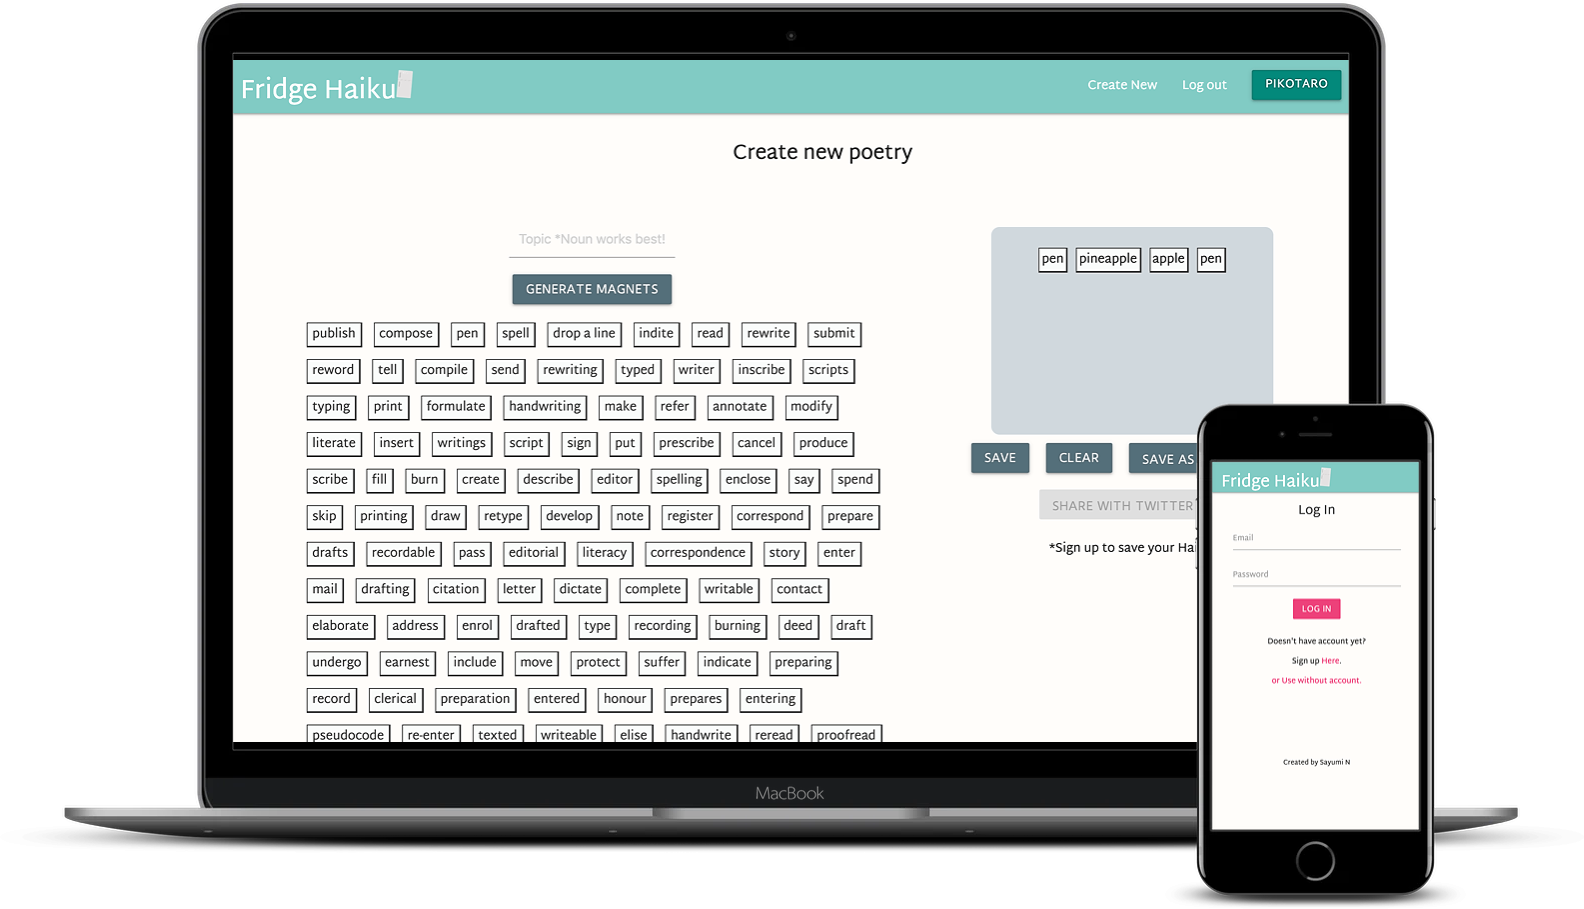 Fridge Haiku
Create New Log out PIKOTARO
Create new poetry
Topic *Noun works best!
GENERATE MAGNETS
publish compose pen spell drop a line indite read rewrite submit
reword tell compile send rewriting typed writer inscribe scripts
typing print formulate handwriting make refer annotate modify
literate insert writings script sign put prescribe cancel produce
scribe fill burn create describe editor spelling enclose say spend
skip printing draw retype develop note register correspond prepare
drafts recordable pass editorial literacy correspondence story enter
mail drafting citation letter dictate complete writable contact
elaborate address enrol drafted type recording burning deed draft
undergo earnest include move protect suffer indicate preparing
record clerical preparation entered honour prepares entering
pseudocode re-enter texted writeable elise handwrite reread proofread
pen pineapple apple pen
SAVE CLEAR SAVE AS
SHARE WITH TWITTER
*Sign up to save your Hai
MacBook
Fridge Haiku
Log In
Email
Password
LOG IN
Doesn't have account yet?
Sign up Here.
or Use without account.
Created by Sayumi N